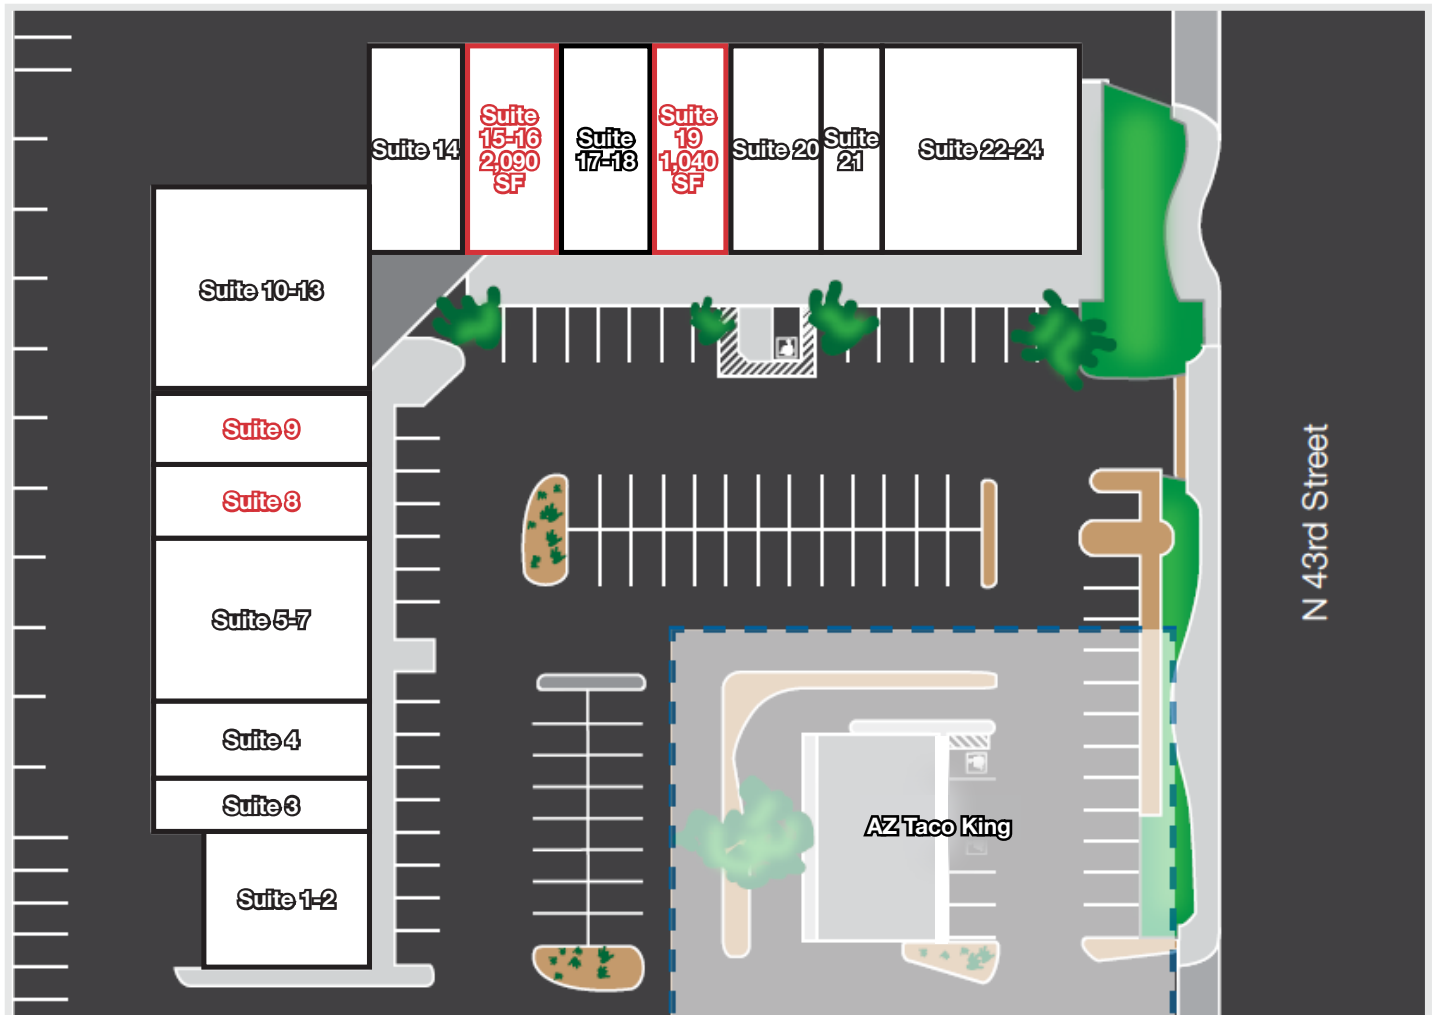 Suite 14
Suite
15-16
2,090
SF
Suite
17-18
Suite
19
1,040
SF
Suite 20
Suite
21
Suite 22-24
Suite 10-13
Suite 9
Suite 8
Suite 5-7
Suite 4
Suite 3
Suite 1-2
AZ Taco King
N 43rd Street